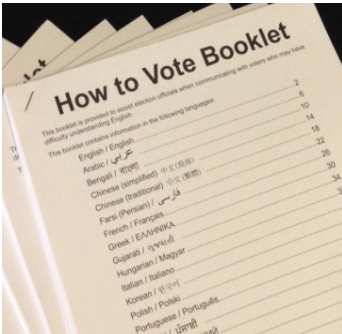 How to Vote Booklet
This booklet is provided to assist election officials when communicating with voters who may have
difficulty understanding English.
This booklet contains information in the following languages:
English / English 2
Arabic / عربي 6
Bengali / বাংলা 10
Chinese (simplified) 中文(简体) 14
Chinese (traditional) 中文(繁體) 18
Farsi (Persian) / فارسی 22
French / Français 26
Greek / ΕΛΛΗΝΙΚΑ 30
Gujarati / ગુજરાતી 34
Hungarian / Magyar
Italian / Italiano
Korean / 한국어
Polish / Polski
Portuguese / Português
ਪੰਜਾਬੀ